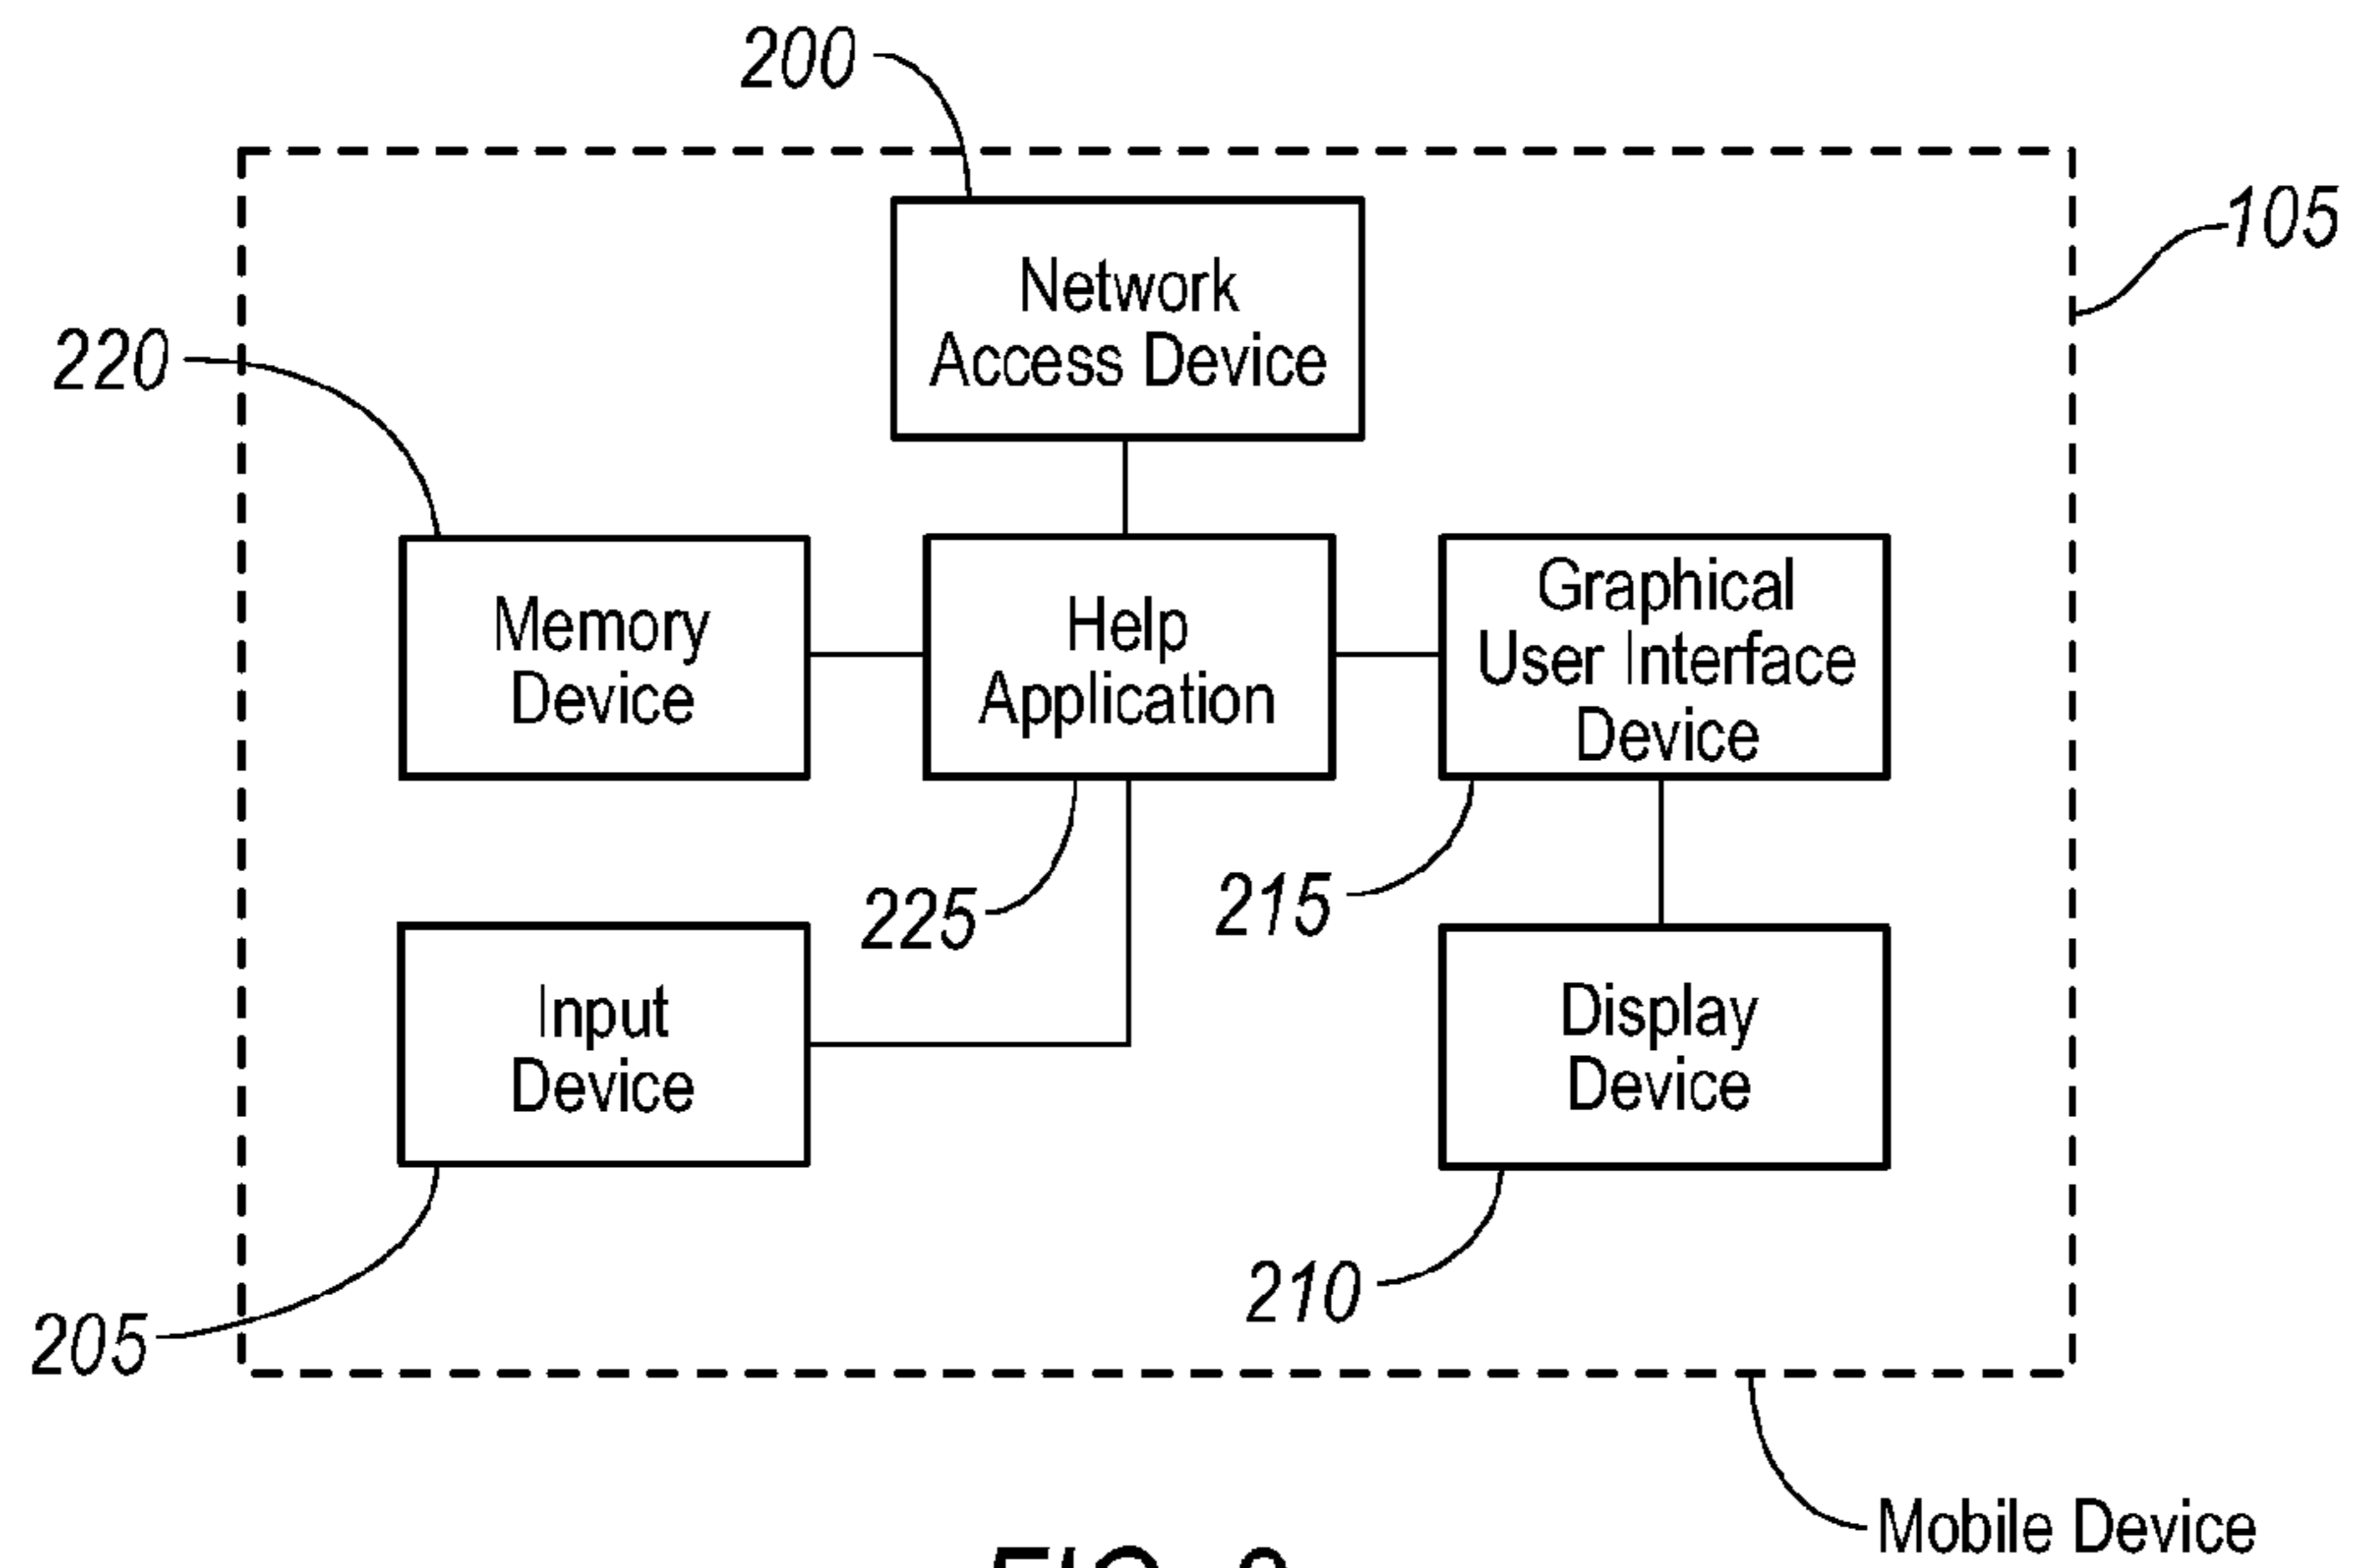 200
105
Network
Access Device
220
Memory
Device
Help
Application
Graphical
User Interface
Device
225
215
Input
Device
Display
Device
210
205
Mobile Device